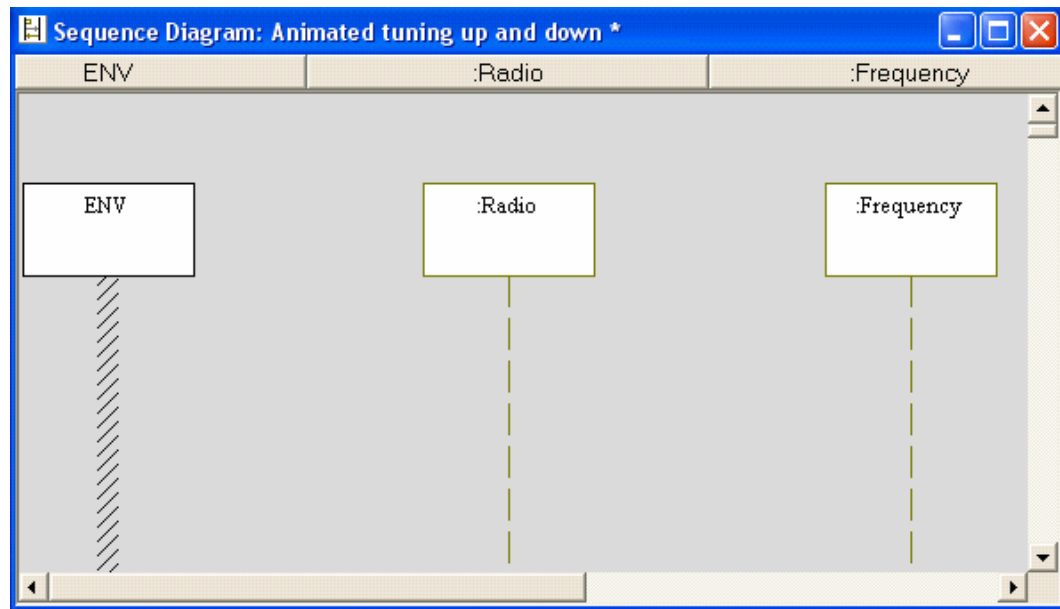 Sequence Diagram: Animated tuning up and down *
ENV :Radio :Frequency
ENV :Radio :Frequency